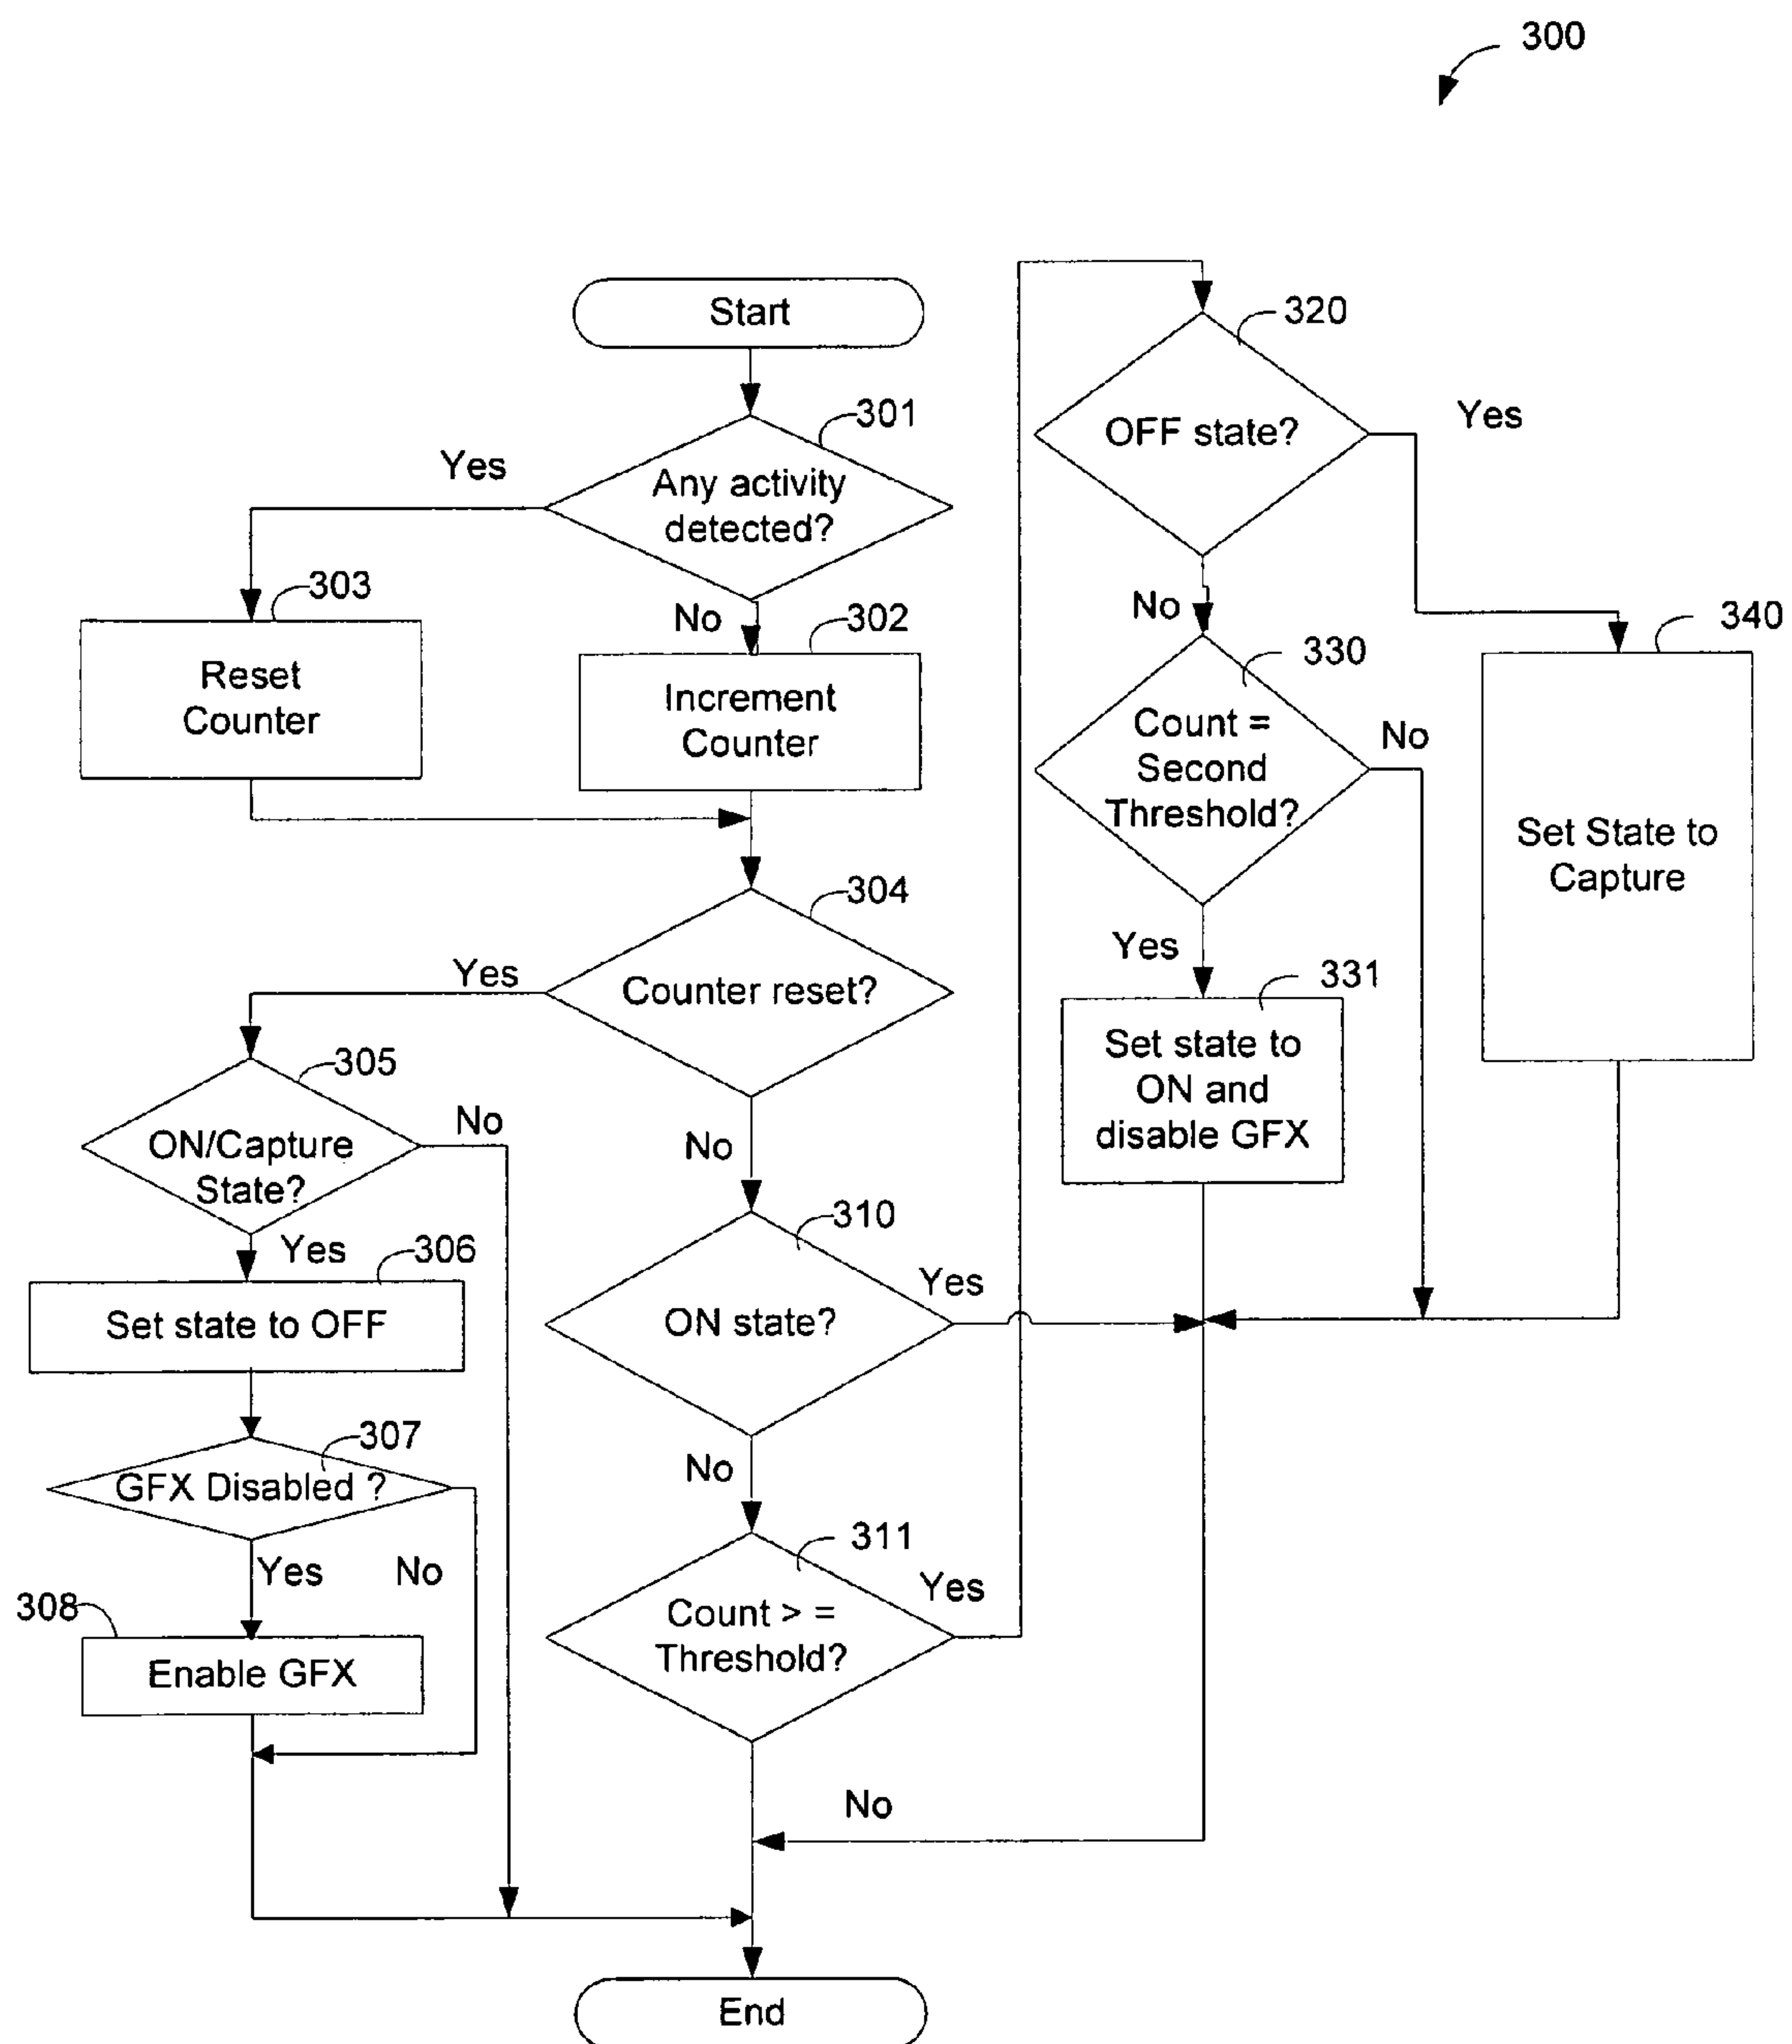 300
Start
301
Any activity
detected?
Yes
No
303
Reset
Counter
302
Increment
Counter
304
Counter reset?
Yes
No
305
ON/Capture
State?
No
Yes
306
Set state to OFF
307
GFX Disabled ?
Yes
No
308
Enable GFX
310
ON state?
Yes
No
311
Count > =
Threshold?
Yes
No
320
OFF state?
Yes
No
330
Count =
Second
Threshold?
No
Yes
331
Set state to
ON and
disable GFX
340
Set State to
Capture
End